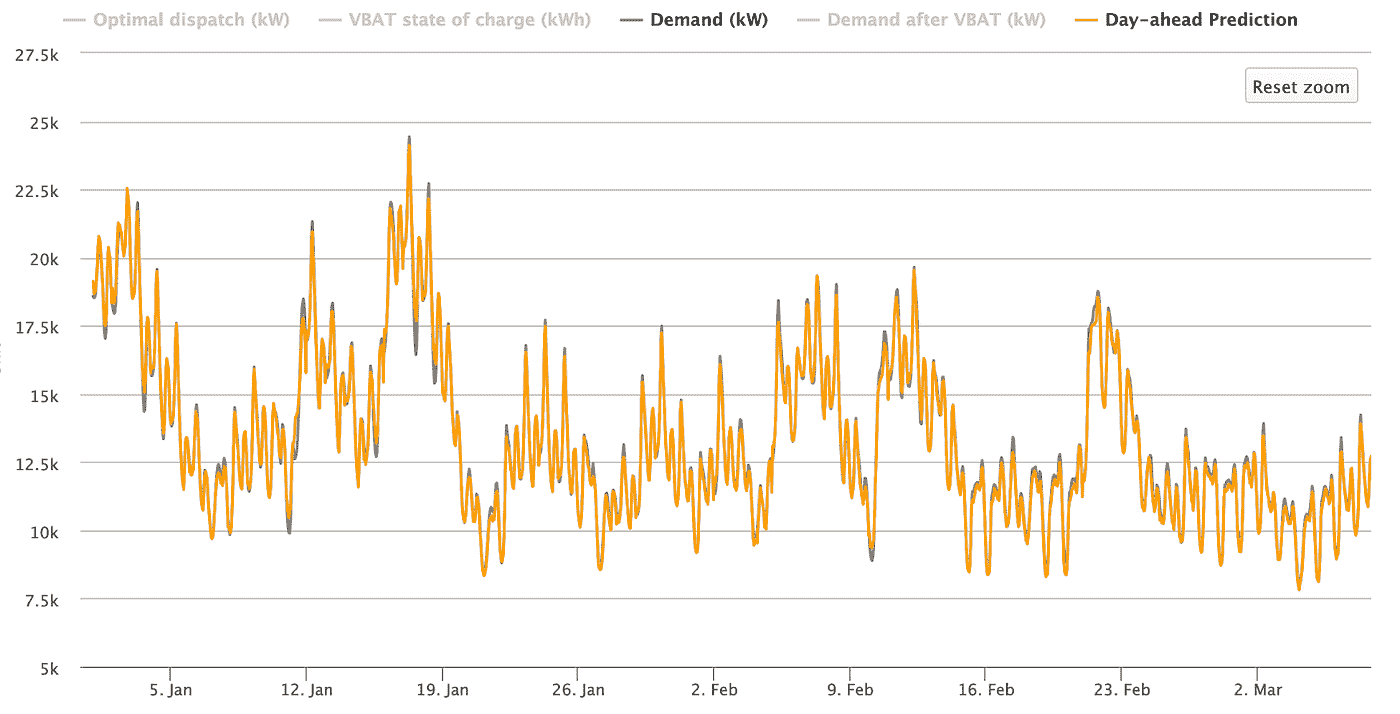 Optimal dispatch (kW) VBAT state of charge (kWh) Demand (kW) Demand after VBAT (kW) Day-ahead Prediction
27.5k
Reset zoom
25k
22.5k
20k
17.5k
15k
12.5k
10k
7.5k
5k
5. Jan 12. Jan 19. Jan 26. Jan 2. Feb 9. Feb 16. Feb 23. Feb 2. Mar